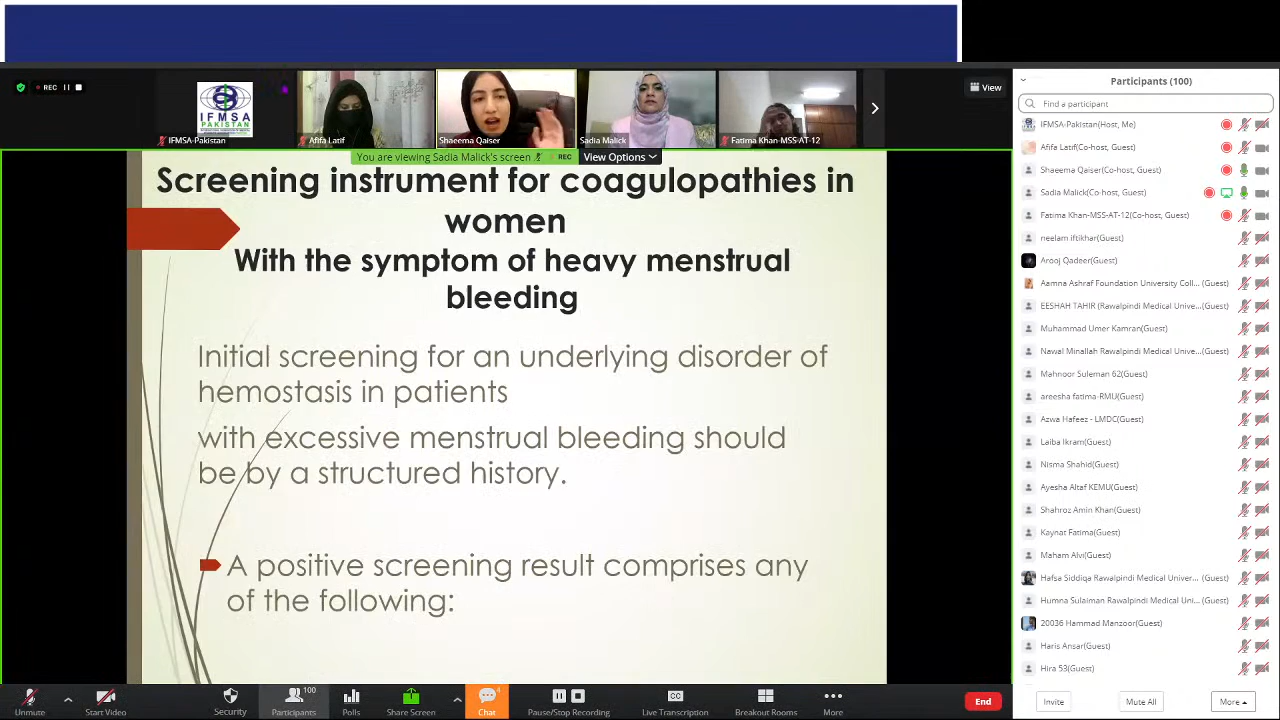 REC
IFMSA
PAKISTAN
IFMSA-Pakistan
Afifa Latif
Shaeema Qaiser
Sadia Malick
Fatima Khan-MSS-AT-12
View
You are viewing Sadia Malick's screen
REC
View Options
Screening instrument for coagulopathies in
women
With the symptom of heavy menstrual
bleeding
Initial screening for an underlying disorder of
hemostasis in patients
with excessive menstrual bleeding should
be by a structured history.
A positive screening result comprises any
of the following:
Participants (100)
Find a participant
IFMSA-Pakistan(Host, Me)
Afifa Latif(Co-host, Guest)
Shaeema Qaiser(Co-host, Guest)
Sadia Malick(Co-host, Guest)
Fatima Khan-MSS-AT-12(Co-host, Guest)
neelam iftikhar(Guest)
Arooj Qadeer(Guest)
Aamna Ashraf Foundation University Coll... (Guest)
EESHAH TAHIR (Rawalpindi Medical Unive... (Guest)
Muhammad Umer Kamran(Guest)
Nawal Minallah Rawalpindi Medical Unive... (Guest)
Mahnoor Suleman 62(Guest)
areesha fatima-RMU(Guest)
Azwa Hafeez - LMDC(Guest)
Laiba Ikram(Guest)
Nisma Shahid(Guest)
Ayesha Altaf KEMU(Guest)
Shahroz Amin Khan(Guest)
Kaynat Fatima(Guest)
Maham Alvi(Guest)
Hafsa Siddiqa Rawalpindi Medical Univer... (Guest)
Humna Sulaiman Rawalpindi Medical Uni... (Guest)
20036 Hammad Manzoor(Guest)
Haris Ansar(Guest)
Hira 53(Guest)
Invite
Mute All
More
Unmute
Start Video
Security
Participants
100
Polls
Share Screen
Chat
4
Pause/Stop Recording
CC
Live Transcription
Breakout Rooms
More
End